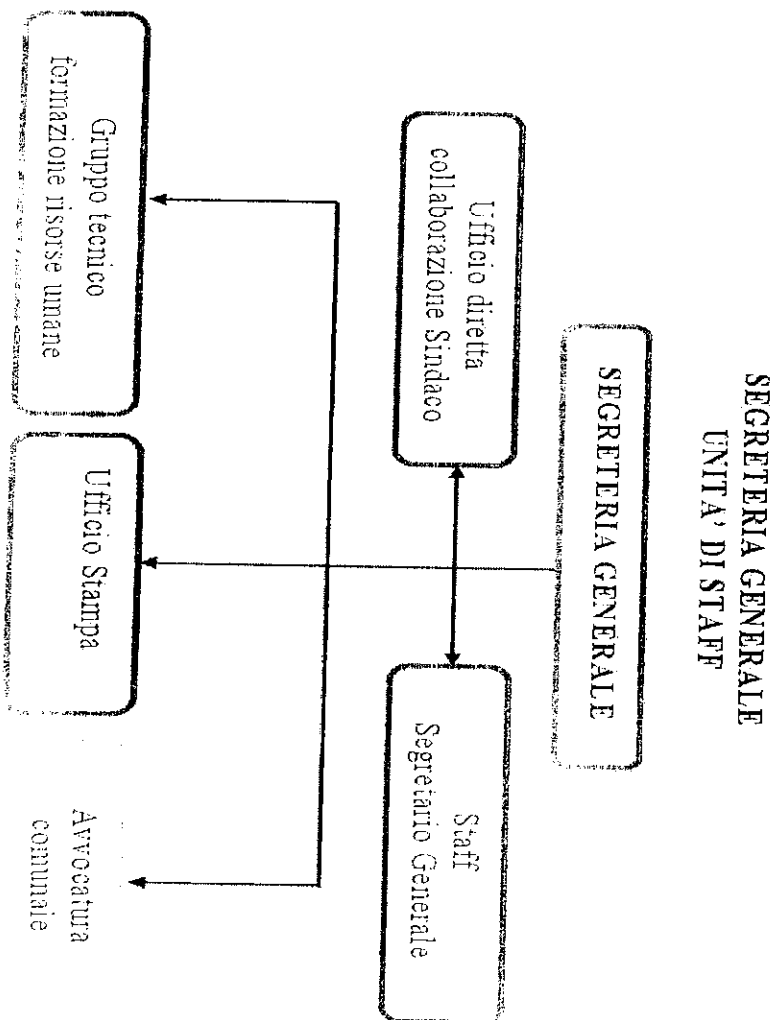 SEGRETERIA GENERALE
UNITA' DI STAFF
SEGRETERIA GENERALE
Ufficio diretta
collaborazione Sindaco
Staff
Segretario Generale
Gruppo tecnico
formazione risorse umane
Ufficio Stampa
Avvocatura
comunale